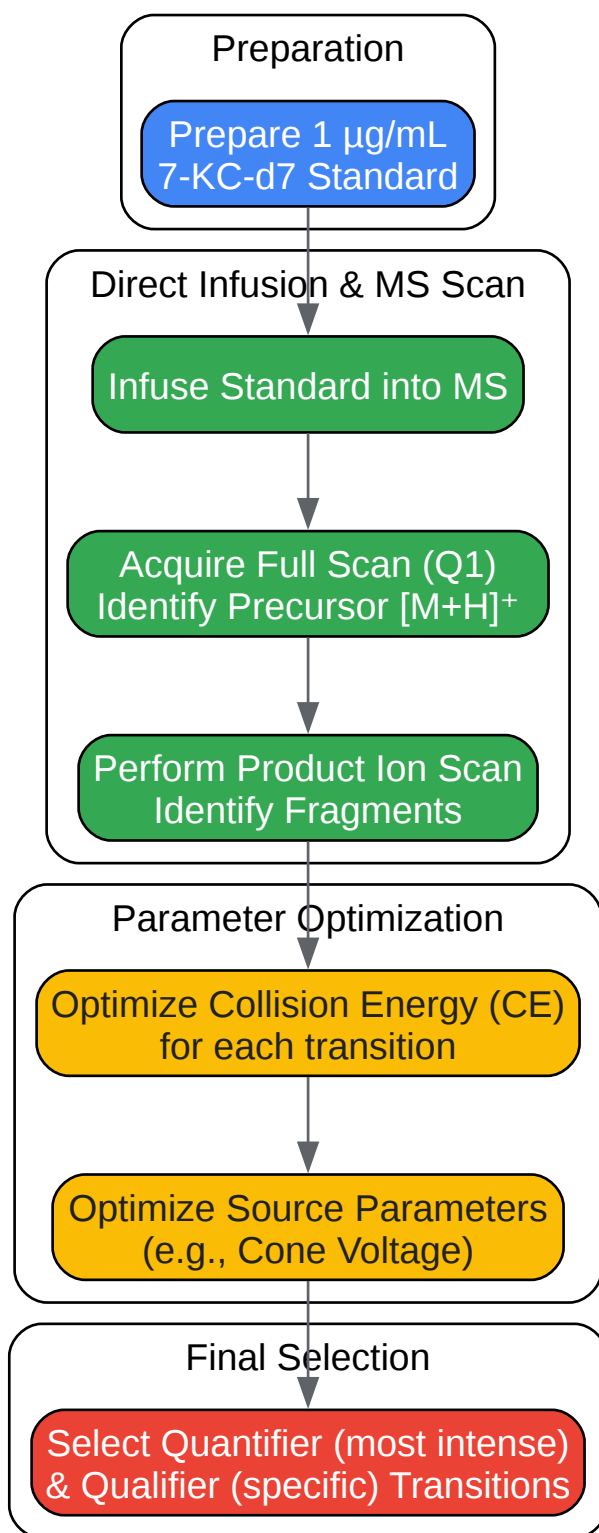 Preparation
Prepare 1 µg/mL
7-KC-d7 Standard
Direct Infusion & MS Scan
Infuse Standard into MS
Acquire Full Scan (Q1)
Identify Precursor [M+H]⁺
Perform Product Ion Scan
Identify Fragments
Parameter Optimization
Optimize Collision Energy (CE)
for each transition
Optimize Source Parameters
(e.g., Cone Voltage)
Final Selection
Select Quantifier (most intense)
& Qualifier (specific) Transitions